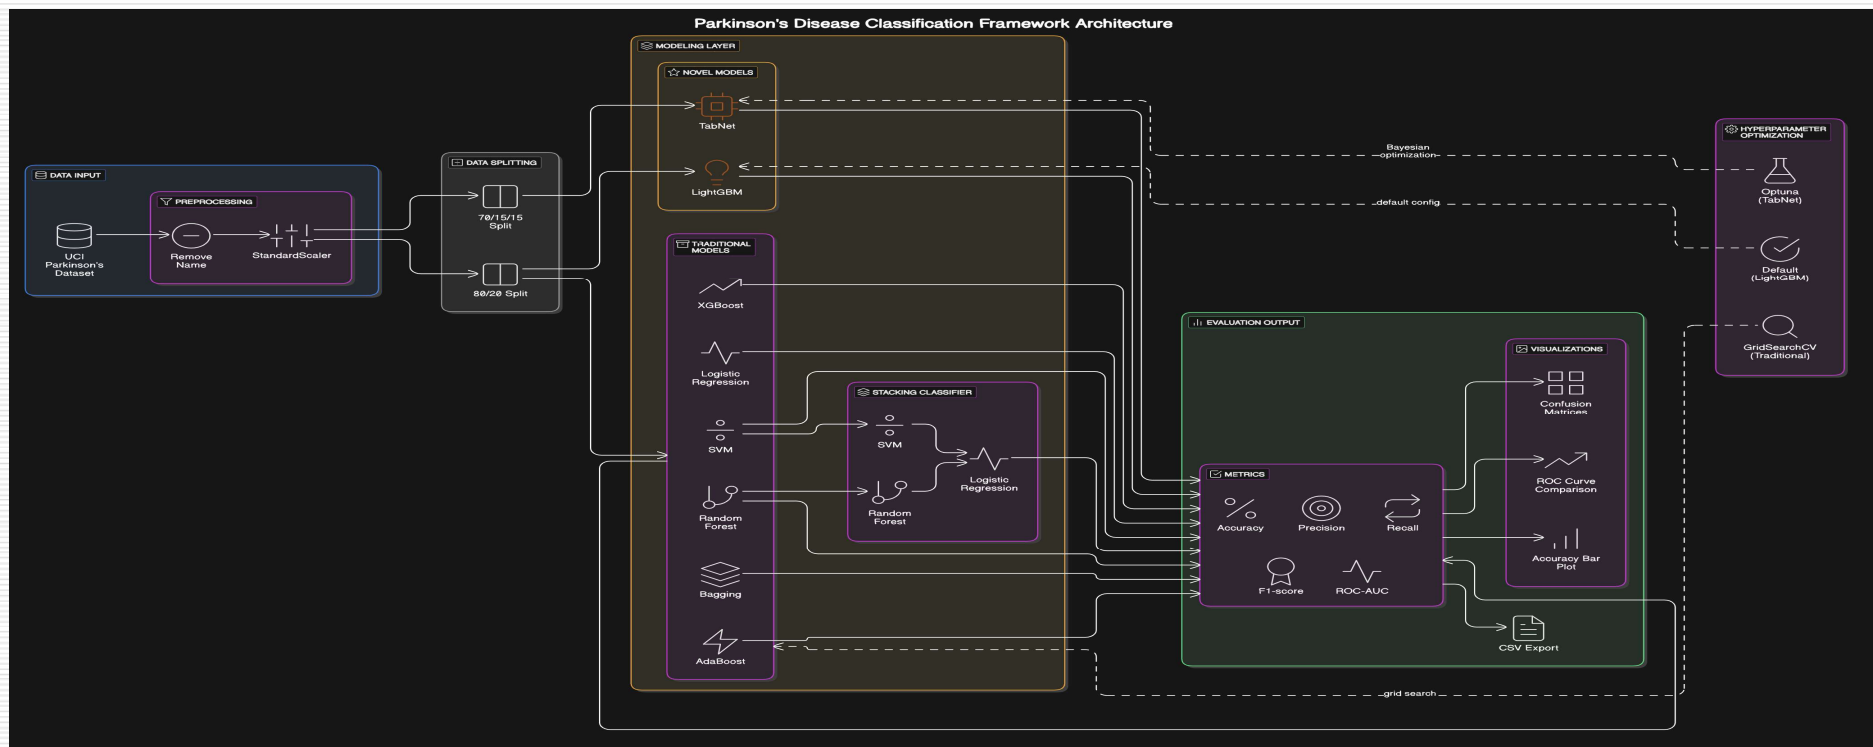 Parkinson's Disease Classification Framework Architecture
DATA INPUT
PREPROCESSING
UCI
Parkinson's
Dataset
Remove
Name
StandardScaler
DATA SPLITTING
70/15/15
Split
80/20 Split
MODELING LAYER
NOVEL MODELS
TabNet
LightGBM
TRADITIONAL
MODELS
XGBoost
Logistic
Regression
SVM
Random
Forest
Bagging
AdaBoost
STACKING CLASSIFIER
SVM
Random
Forest
Logistic
Regression
Bayesian
optimization
default config
grid search
EVALUATION OUTPUT
METRICS
Accuracy
Precision
Recall
F1-score
ROC-AUC
VISUALIZATIONS
Confusion
Matrices
ROC Curve
Comparison
Accuracy Bar
Plot
CSV Export
HYPERPARAMETER
OPTIMIZATION
Optuna
(TabNet)
Default
(LightGBM)
GridSearchCV
(Traditional)